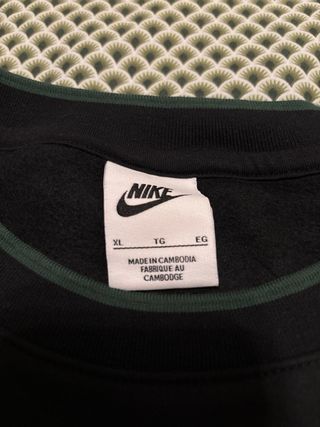 NIKE
XL TG EG
MADE IN CAMBODIA
FABRIQUE AU
CAMBODGE